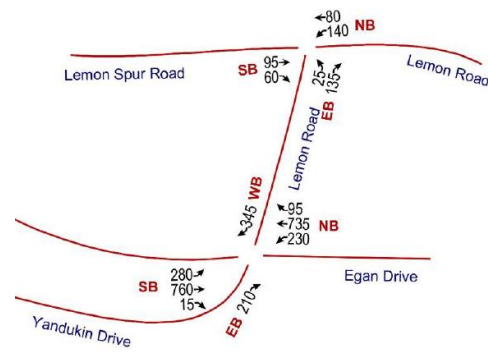 80
140
NB
Lemon Spur Road
SB
95
60
25
135
EB
Lemon Road
Lemon Road
WB
345
95
735
230
NB
SB
280
760
15
EB
210
Egan Drive
Yandukin Drive